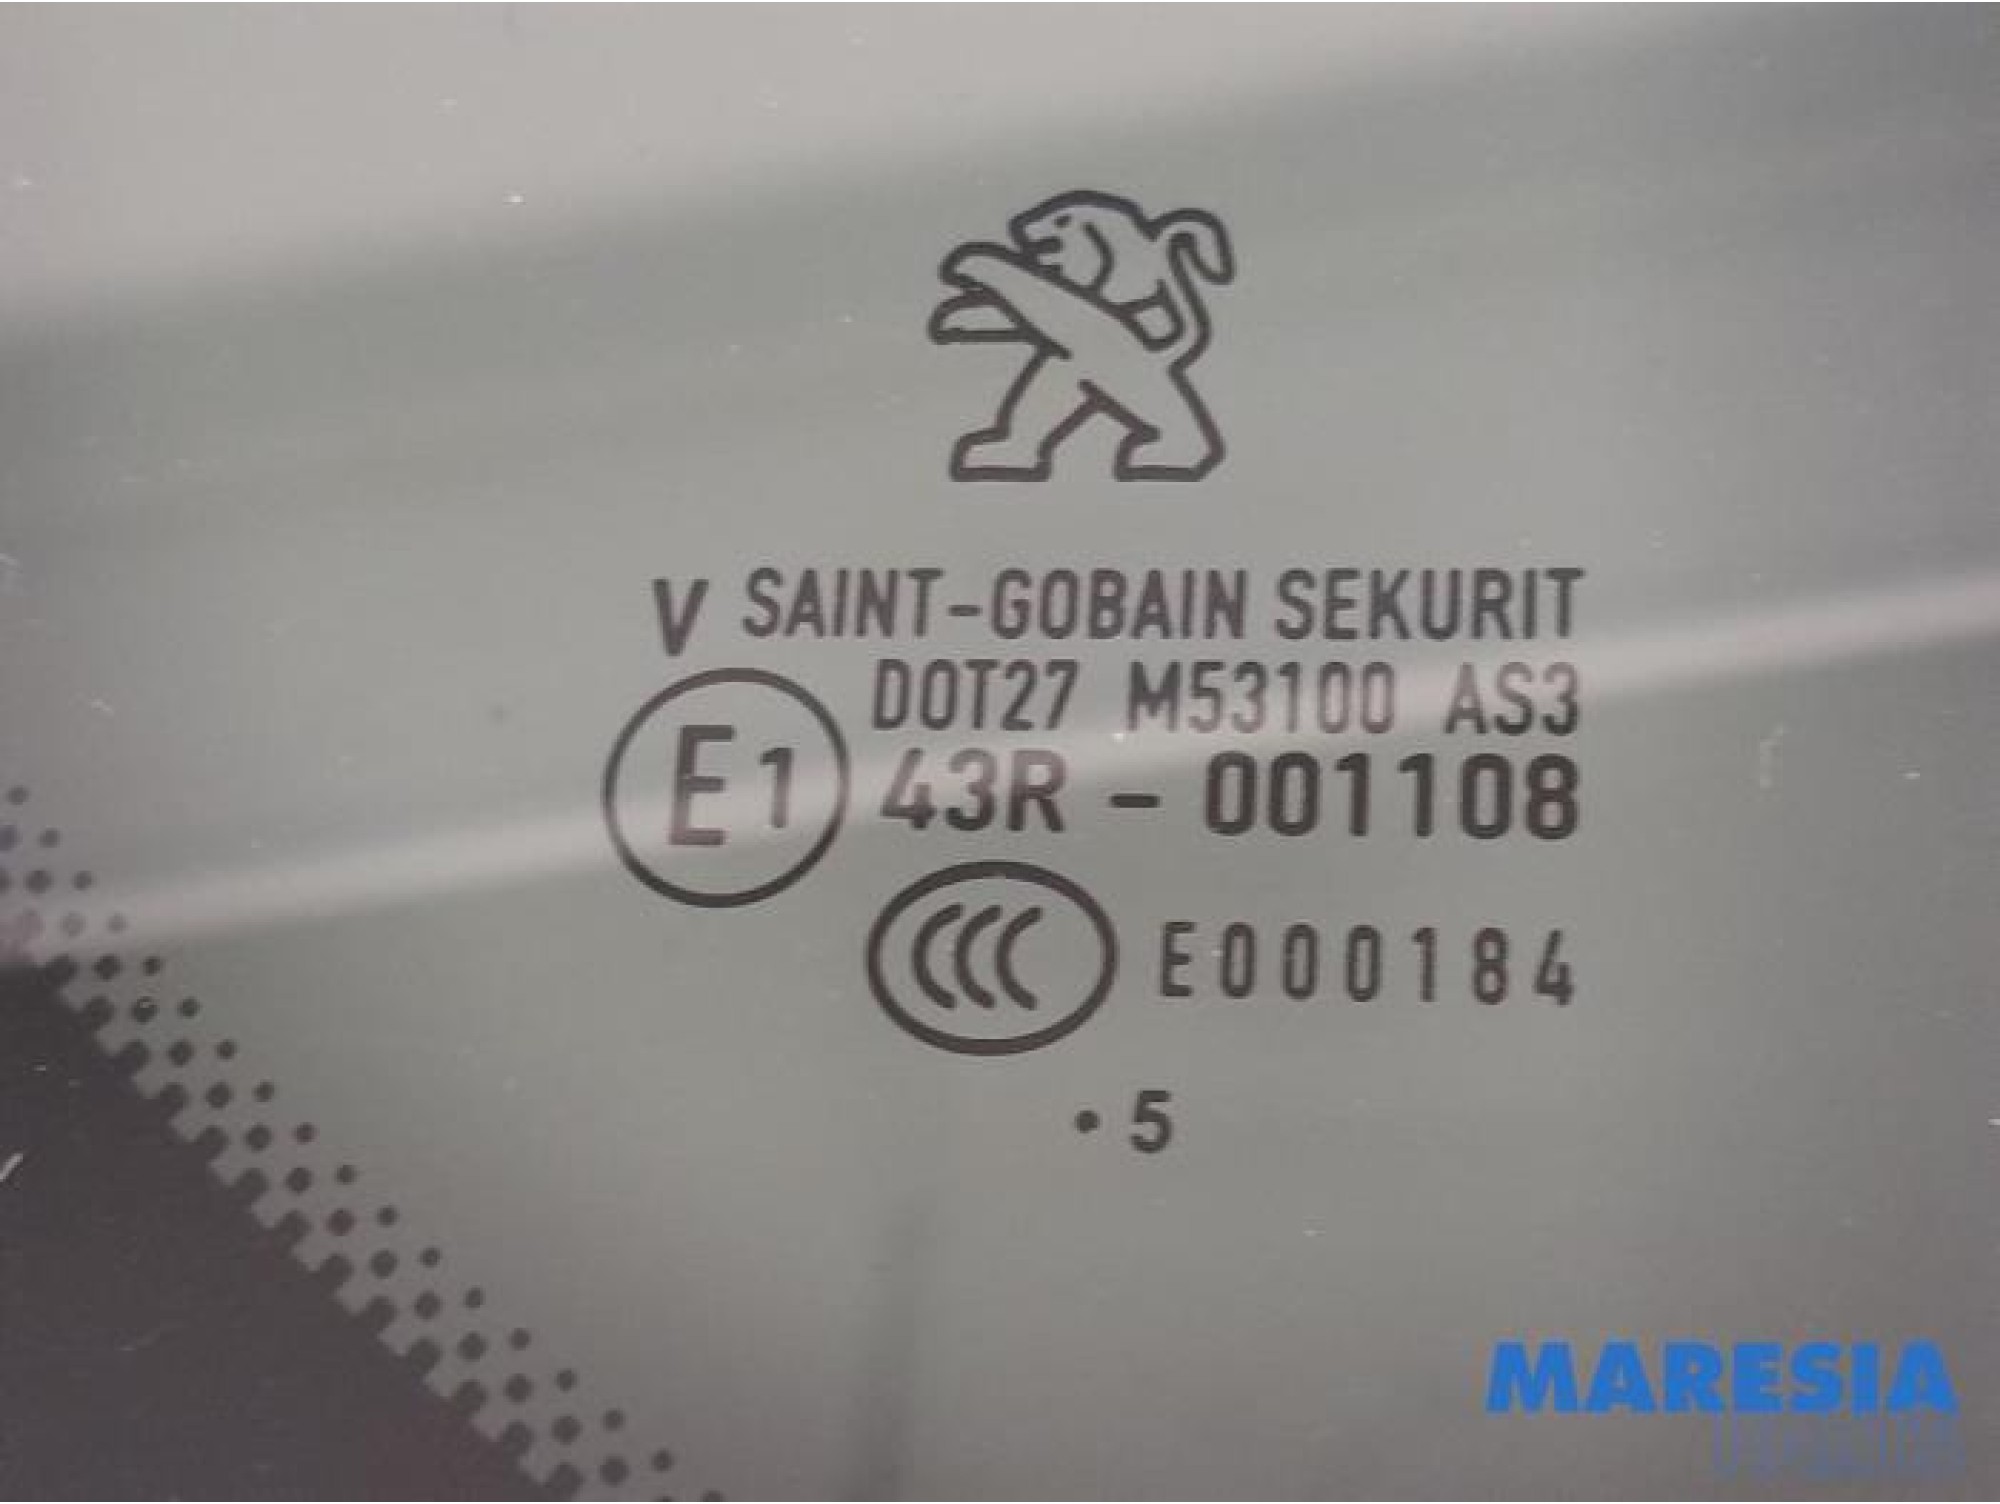 V SAINT-GOBAIN SEKURIT
DOT27 M53100 AS3
E1 43R - 001108
CCC E000184
. 5
MARESIA